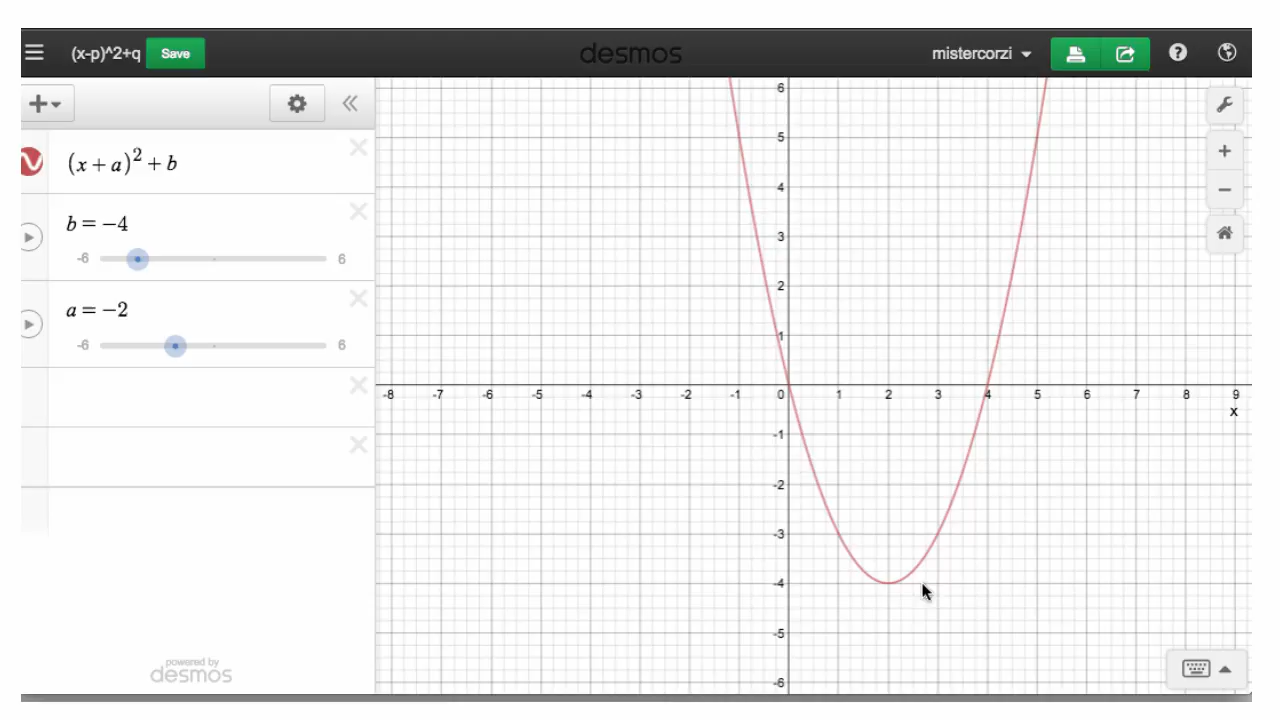 (x-p)^2+q Save desmos mistercorzi
(x + a)² + b
b = −4
-6 6
a = −2
-6 6
powered by
desmos
6
5
4
3
2
1
-8 -7 -6 -5 -4 -3 -2 -1 0 1 2 3 4 5 6 7 8 9
x
-1
-2
-3
-4
-5
-6